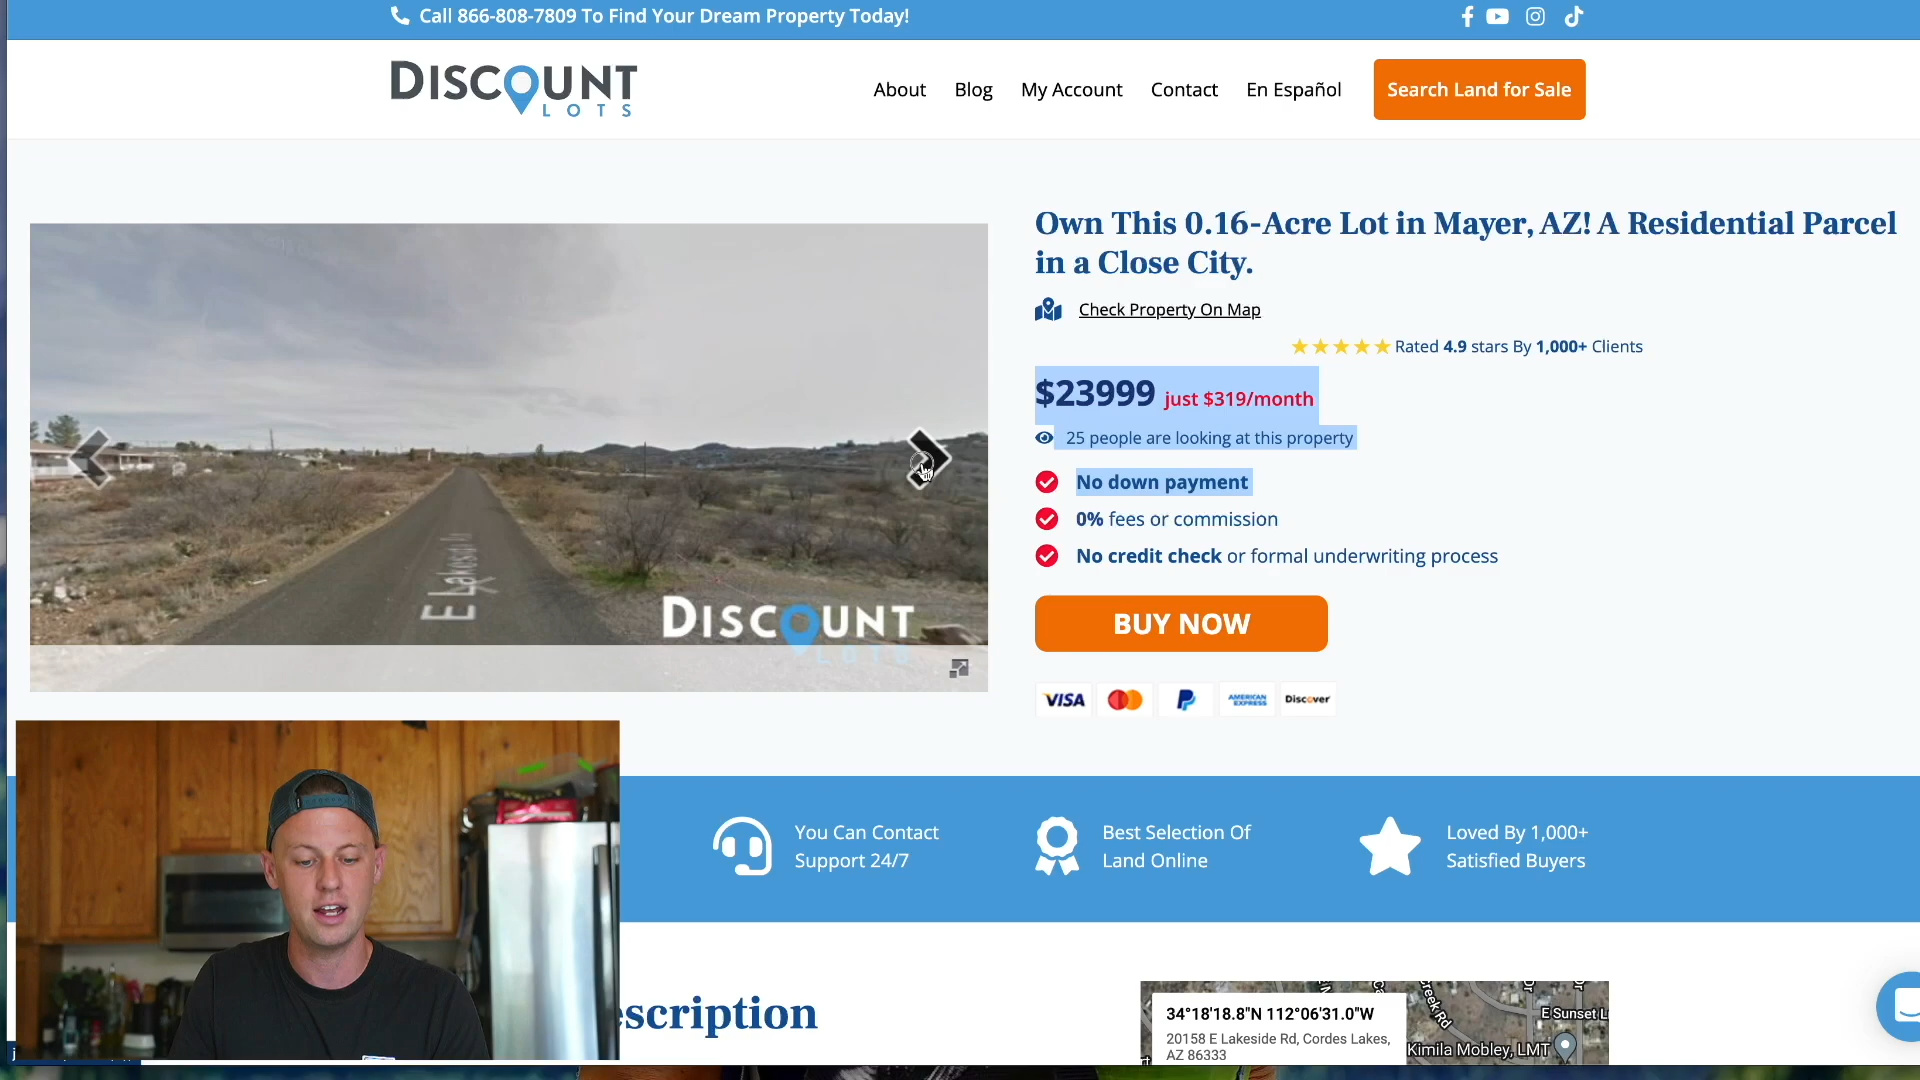 Call 866-808-7809 To Find Your Dream Property Today!
DISCOUNT
LOTS
About
Blog
My Account
Contact
En Español
Search Land for Sale
Own This 0.16-Acre Lot in Mayer, AZ! A Residential Parcel
in a Close City.
Check Property On Map
Rated 4.9 stars By 1,000+ Clients
$23999 just $319/month
25 people are looking at this property
No down payment
0% fees or commission
No credit check or formal underwriting process
BUY NOW
VISA
AMERICAN
EXPRESS
Discover
E Lakeside
DISCOUNT
LOTS
You Can Contact
Support 24/7
Best Selection Of
Land Online
Loved By 1,000+
Satisfied Buyers
escription
34°18'18.8"N 112°06'31.0"W
20158 E Lakeside Rd, Cordes Lakes,
AZ 86333
E Sunset L
Kimila Mobley, LMT